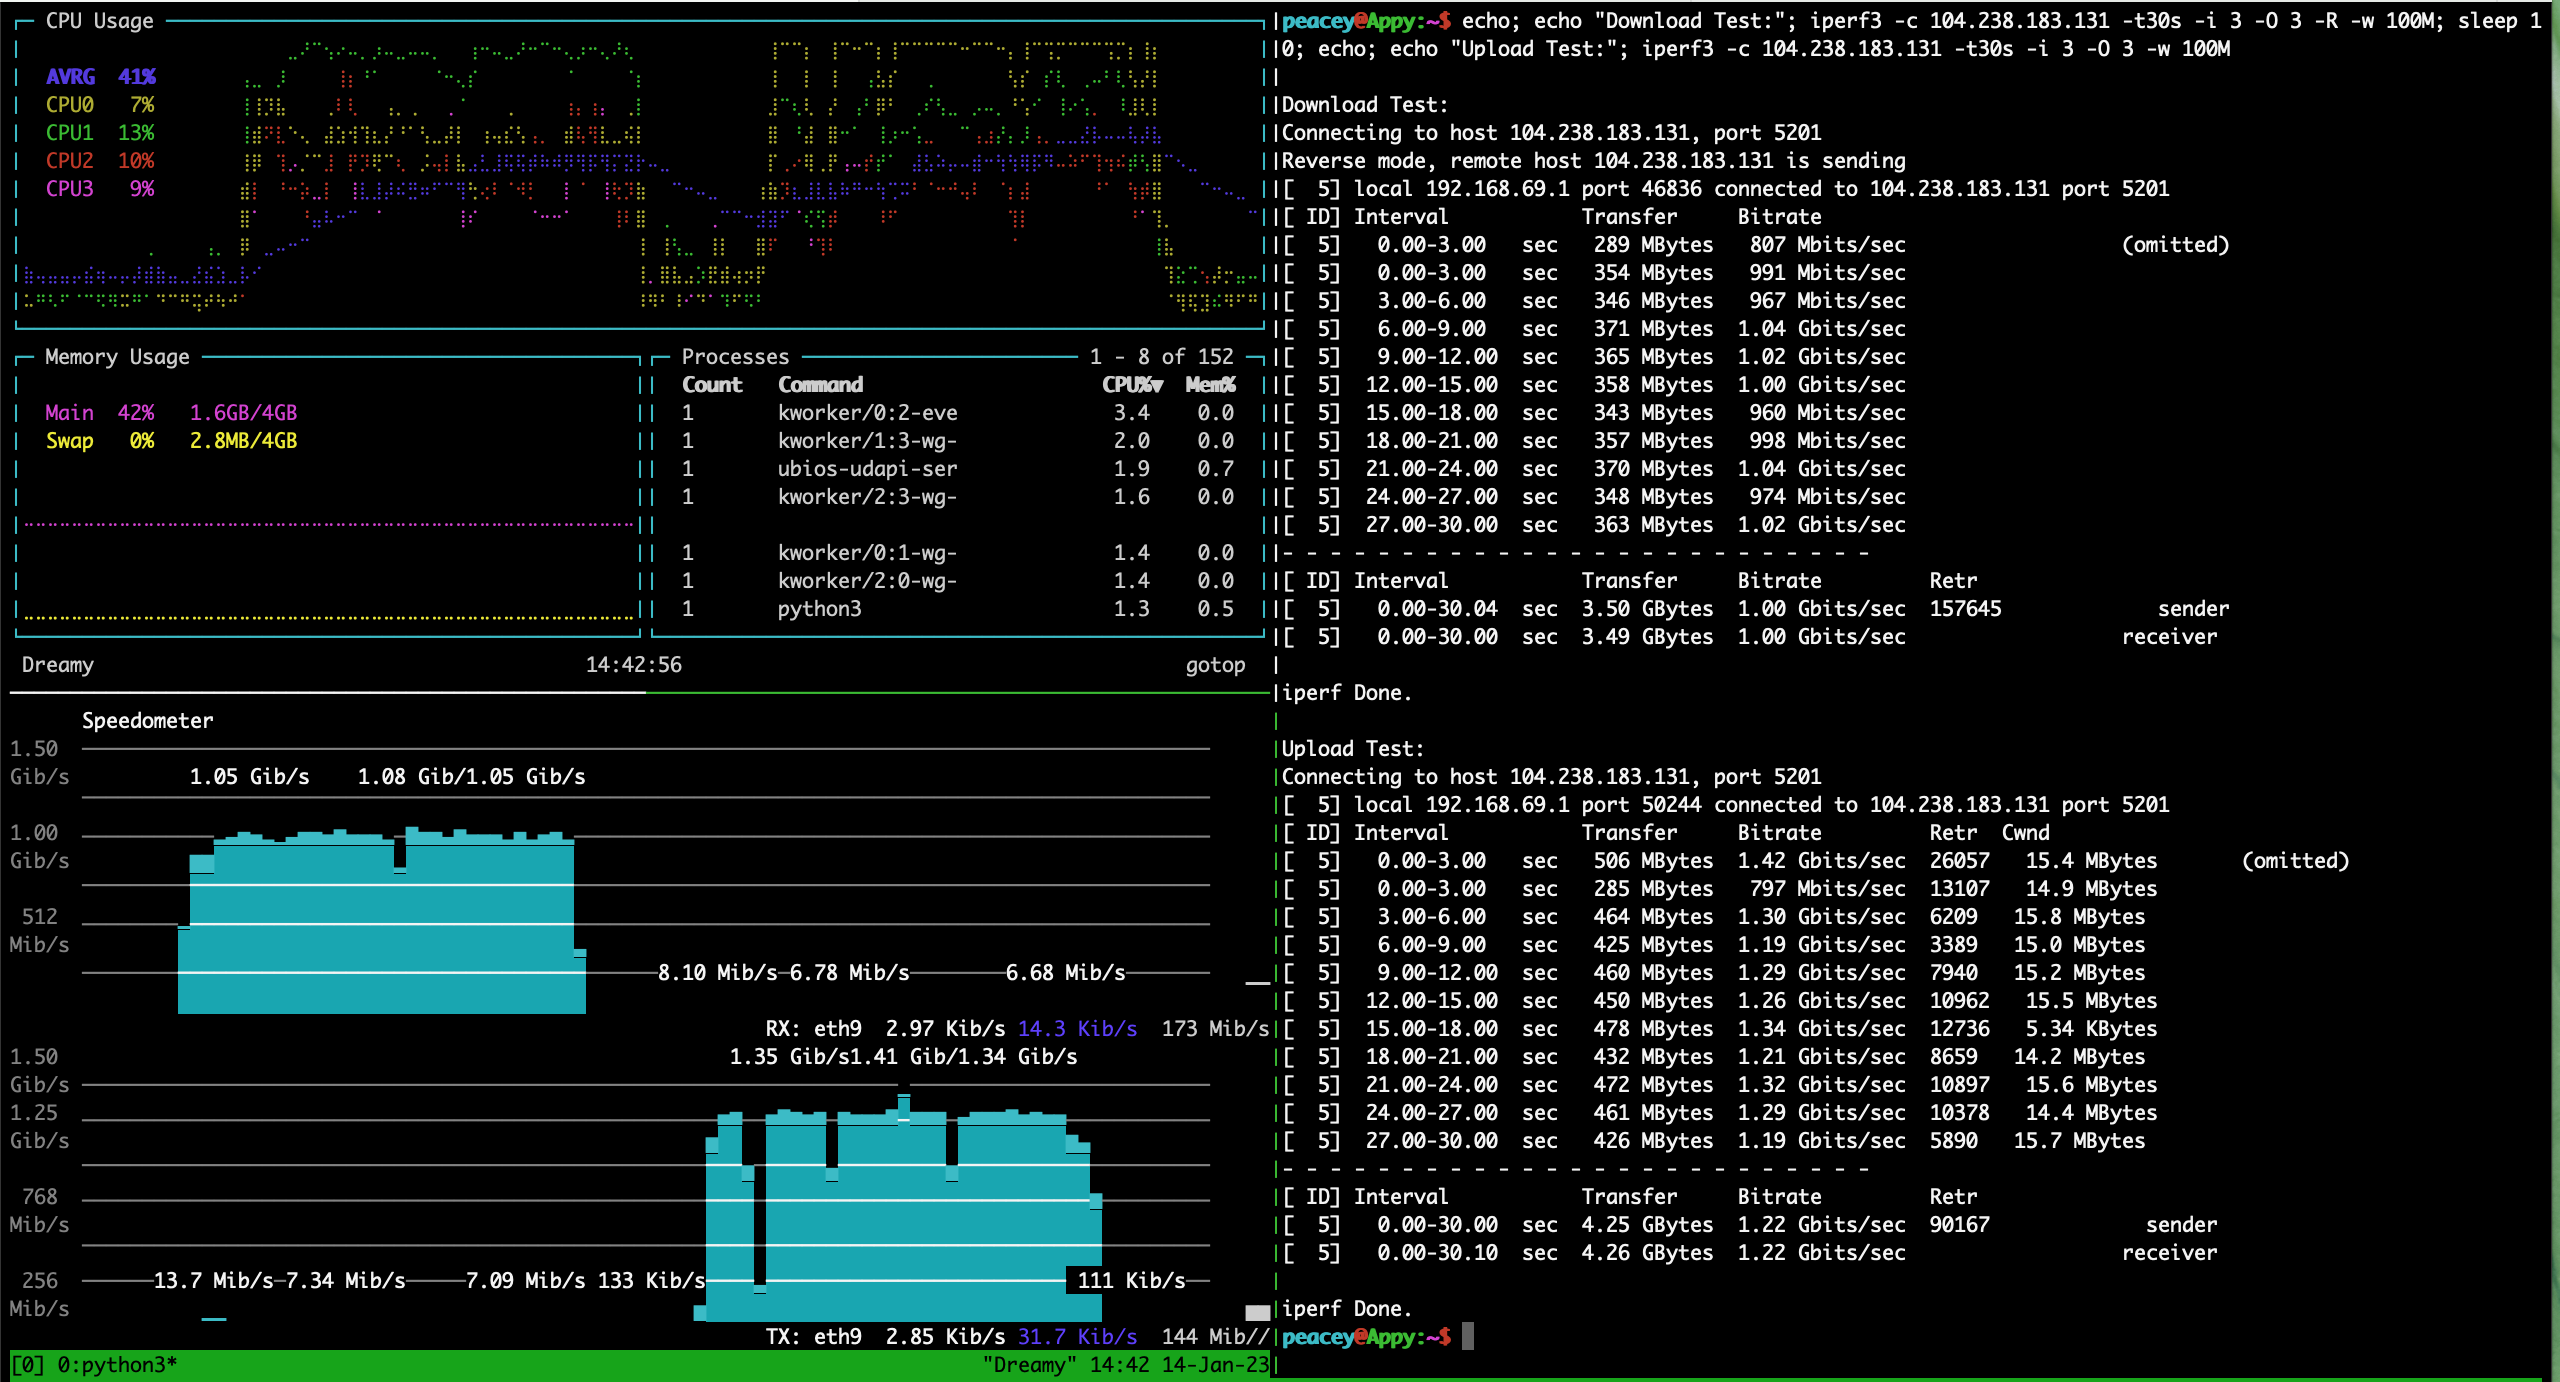 CPU Usage
AVRG 41%
CPU0 7%
CPU1 13%
CPU2 10%
CPU3 9%
Memory Usage
Main 42% 1.6GB/4GB
Swap 0% 2.8MB/4GB
Processes 1 - 8 of 152
Count Command CPU%▼ Mem%
1 kworker/0:2-eve 3.4 0.0
1 kworker/1:3-wg- 2.0 0.0
1 ubios-udapi-ser 1.9 0.7
1 kworker/2:3-wg- 1.6 0.0
1 kworker/0:1-wg- 1.4 0.0
1 kworker/2:0-wg- 1.4 0.0
1 python3 1.3 0.5
Dreamy 14:42:56 gotop
Speedometer
1.50
Gib/s
1.05 Gib/s 1.08 Gib/1.05 Gib/s
1.00
Gib/s
512
Mib/s
8.10 Mib/s 6.78 Mib/s 6.68 Mib/s
RX: eth9 2.97 Kib/s 14.3 Kib/s 173 Mib/s
1.35 Gib/s1.41 Gib/1.34 Gib/s
1.50
Gib/s
1.25
Gib/s
768
Mib/s
256
Mib/s
13.7 Mib/s 7.34 Mib/s 7.09 Mib/s 133 Kib/s 111 Kib/s
TX: eth9 2.85 Kib/s 31.7 Kib/s 144 Mib//
[0] 0:python3* "Dreamy" 14:42 14-Jan-23
peacey@Appy:~$ echo; echo "Download Test:"; iperf3 -c 104.238.183.131 -t30s -i 3 -O 3 -R -w 100M; sleep 1
0; echo; echo "Upload Test:"; iperf3 -c 104.238.183.131 -t30s -i 3 -O 3 -w 100M
Download Test:
Connecting to host 104.238.183.131, port 5201
Reverse mode, remote host 104.238.183.131 is sending
[ 5] local 192.168.69.1 port 46836 connected to 104.238.183.131 port 5201
[ ID] Interval Transfer Bitrate
[ 5] 0.00-3.00 sec 289 MBytes 807 Mbits/sec (omitted)
[ 5] 0.00-3.00 sec 354 MBytes 991 Mbits/sec
[ 5] 3.00-6.00 sec 346 MBytes 967 Mbits/sec
[ 5] 6.00-9.00 sec 371 MBytes 1.04 Gbits/sec
[ 5] 9.00-12.00 sec 365 MBytes 1.02 Gbits/sec
[ 5] 12.00-15.00 sec 358 MBytes 1.00 Gbits/sec
[ 5] 15.00-18.00 sec 343 MBytes 960 Mbits/sec
[ 5] 18.00-21.00 sec 357 MBytes 998 Mbits/sec
[ 5] 21.00-24.00 sec 370 MBytes 1.04 Gbits/sec
[ 5] 24.00-27.00 sec 348 MBytes 974 Mbits/sec
[ 5] 27.00-30.00 sec 363 MBytes 1.02 Gbits/sec
- - - - - - - - - - - - - - - - - - - - - - - - -
[ ID] Interval Transfer Bitrate Retr
[ 5] 0.00-30.04 sec 3.50 GBytes 1.00 Gbits/sec 157645 sender
[ 5] 0.00-30.00 sec 3.49 GBytes 1.00 Gbits/sec receiver
iperf Done.
Upload Test:
Connecting to host 104.238.183.131, port 5201
[ 5] local 192.168.69.1 port 50244 connected to 104.238.183.131 port 5201
[ ID] Interval Transfer Bitrate Retr Cwnd
[ 5] 0.00-3.00 sec 506 MBytes 1.42 Gbits/sec 26057 15.4 MBytes (omitted)
[ 5] 0.00-3.00 sec 285 MBytes 797 Mbits/sec 13107 14.9 MBytes
[ 5] 3.00-6.00 sec 464 MBytes 1.30 Gbits/sec 6209 15.8 MBytes
[ 5] 6.00-9.00 sec 425 MBytes 1.19 Gbits/sec 3389 15.0 MBytes
[ 5] 9.00-12.00 sec 460 MBytes 1.29 Gbits/sec 7940 15.2 MBytes
[ 5] 12.00-15.00 sec 450 MBytes 1.26 Gbits/sec 10962 15.5 MBytes
[ 5] 15.00-18.00 sec 478 MBytes 1.34 Gbits/sec 12736 5.34 KBytes
[ 5] 18.00-21.00 sec 432 MBytes 1.21 Gbits/sec 8659 14.2 MBytes
[ 5] 21.00-24.00 sec 472 MBytes 1.32 Gbits/sec 10897 15.6 MBytes
[ 5] 24.00-27.00 sec 461 MBytes 1.29 Gbits/sec 10378 14.4 MBytes
[ 5] 27.00-30.00 sec 426 MBytes 1.19 Gbits/sec 5890 15.7 MBytes
- - - - - - - - - - - - - - - - - - - - - - - - -
[ ID] Interval Transfer Bitrate Retr
[ 5] 0.00-30.00 sec 4.25 GBytes 1.22 Gbits/sec 90167 sender
[ 5] 0.00-30.10 sec 4.26 GBytes 1.22 Gbits/sec receiver
iperf Done.
peacey@Appy:~$